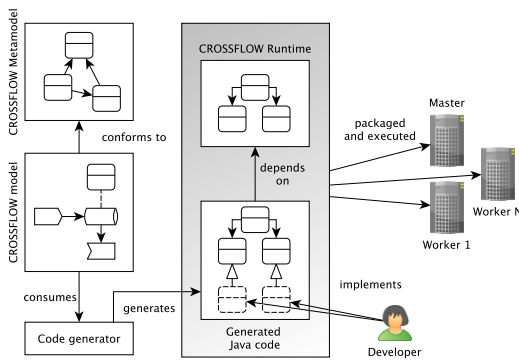 CROSSFLOW Metamodel
CROSSFLOW Runtime
conforms to
packaged
and executed
Master
CROSSFLOW model
depends
on
Worker N
Worker 1
consumes
generates
implements
Code generator
Generated
Java code
Developer